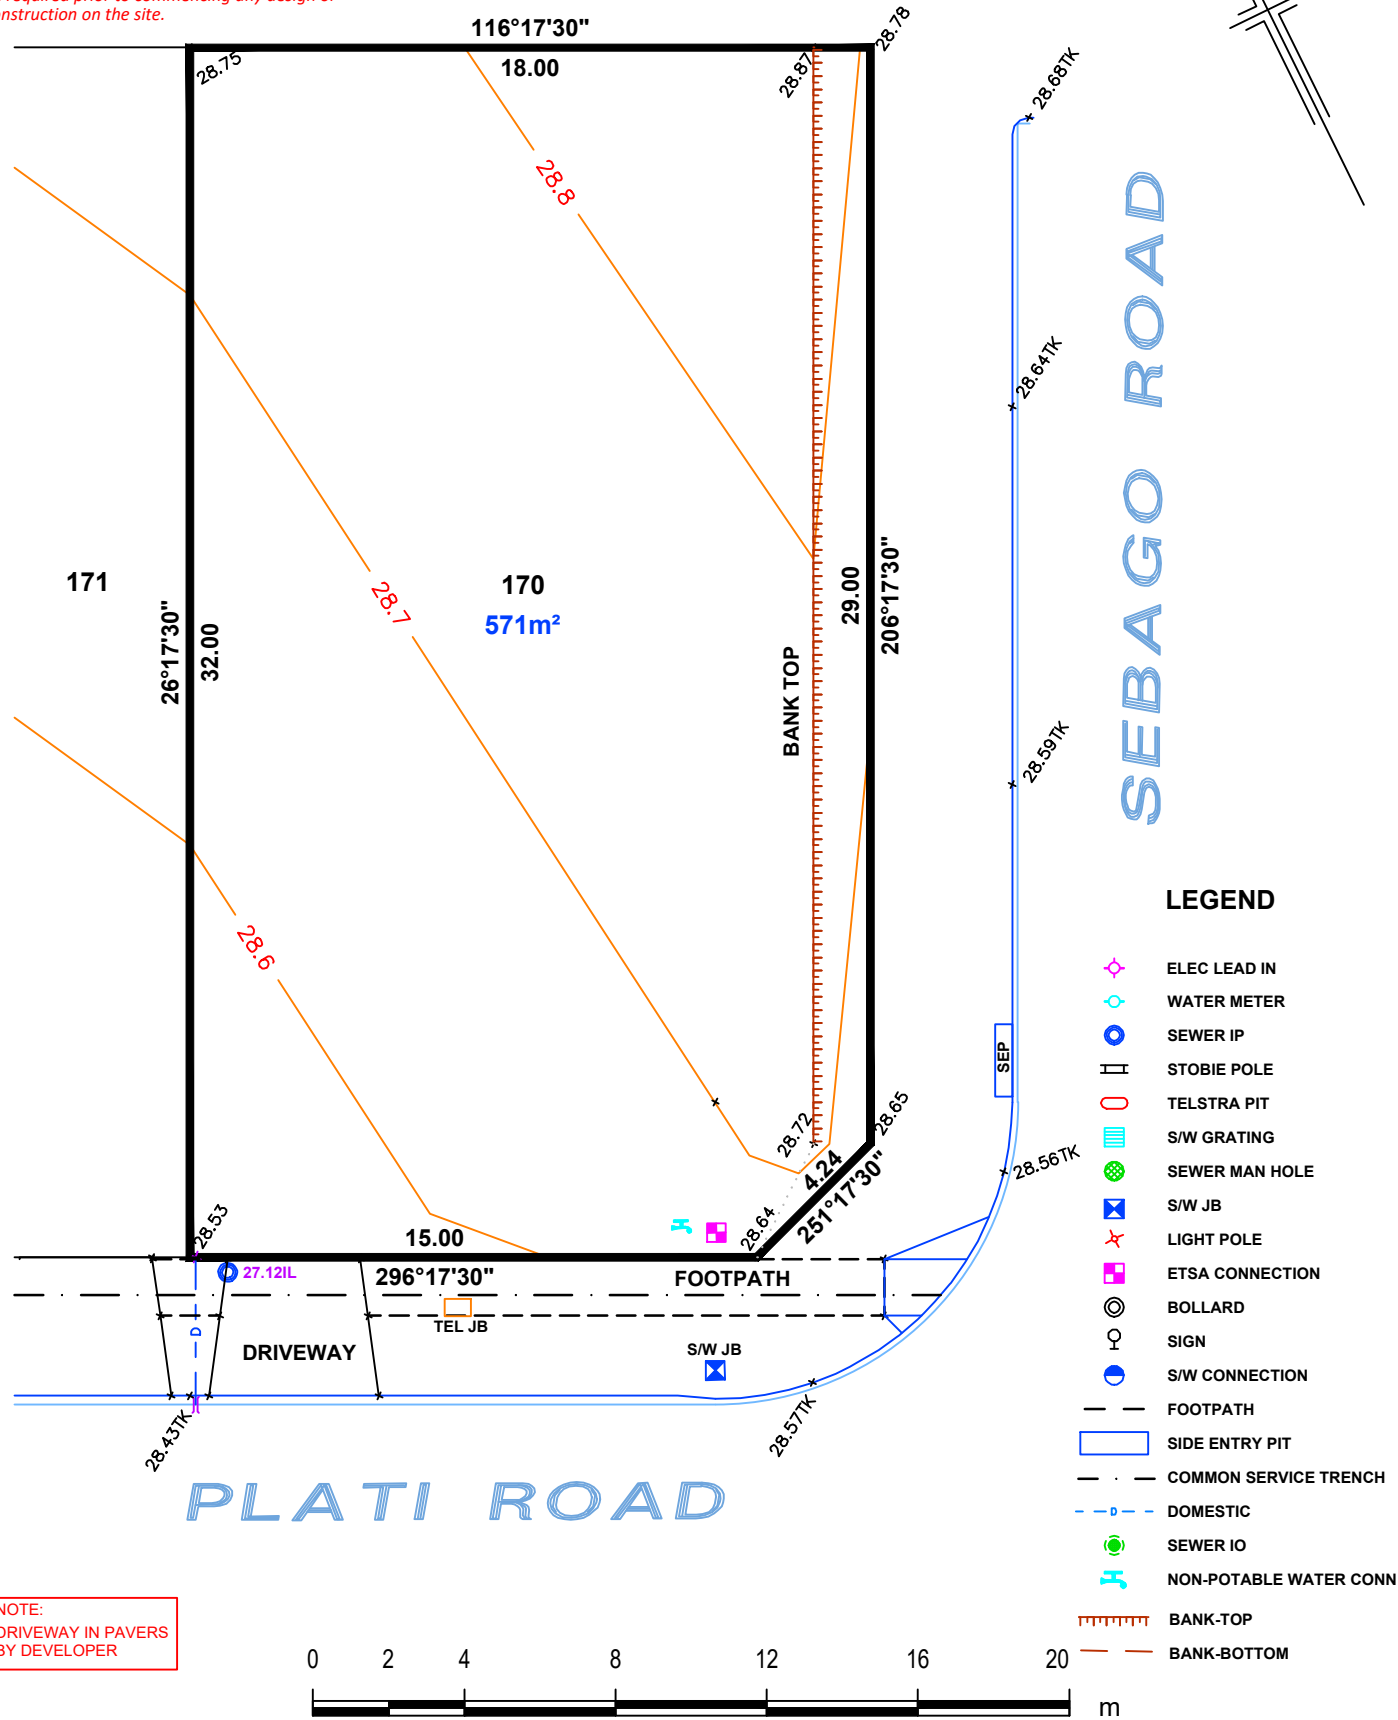 required prior to commencing any design or
nstruction on the site.
116°17'30"
18.00
28.75
28.87
28.78
28.68TK
28.8
SEBAGO ROAD
28.64TK
171
170
571m²
28.7
26°17'30"
32.00
29.00
206°17'30"
BANK TOP
28.59TK
28.6
SEP
28.72
28.65
28.56TK
4.24
251°17'30"
28.64
28.53
15.00
296°17'30"
27.12IL
FOOTPATH
TEL JB
D
DRIVEWAY
S/W JB
28.43TK
28.57TK
PLATI ROAD
LEGEND
ELEC LEAD IN
WATER METER
SEWER IP
STOBIE POLE
TELSTRA PIT
S/W GRATING
SEWER MAN HOLE
S/W JB
LIGHT POLE
ETSA CONNECTION
BOLLARD
SIGN
S/W CONNECTION
FOOTPATH
SIDE ENTRY PIT
COMMON SERVICE TRENCH
D DOMESTIC
SEWER IO
NON-POTABLE WATER CONN
BANK-TOP
BANK-BOTTOM
NOTE:
DRIVEWAY IN PAVERS
BY DEVELOPER
0 2 4 8 12 16 20
m